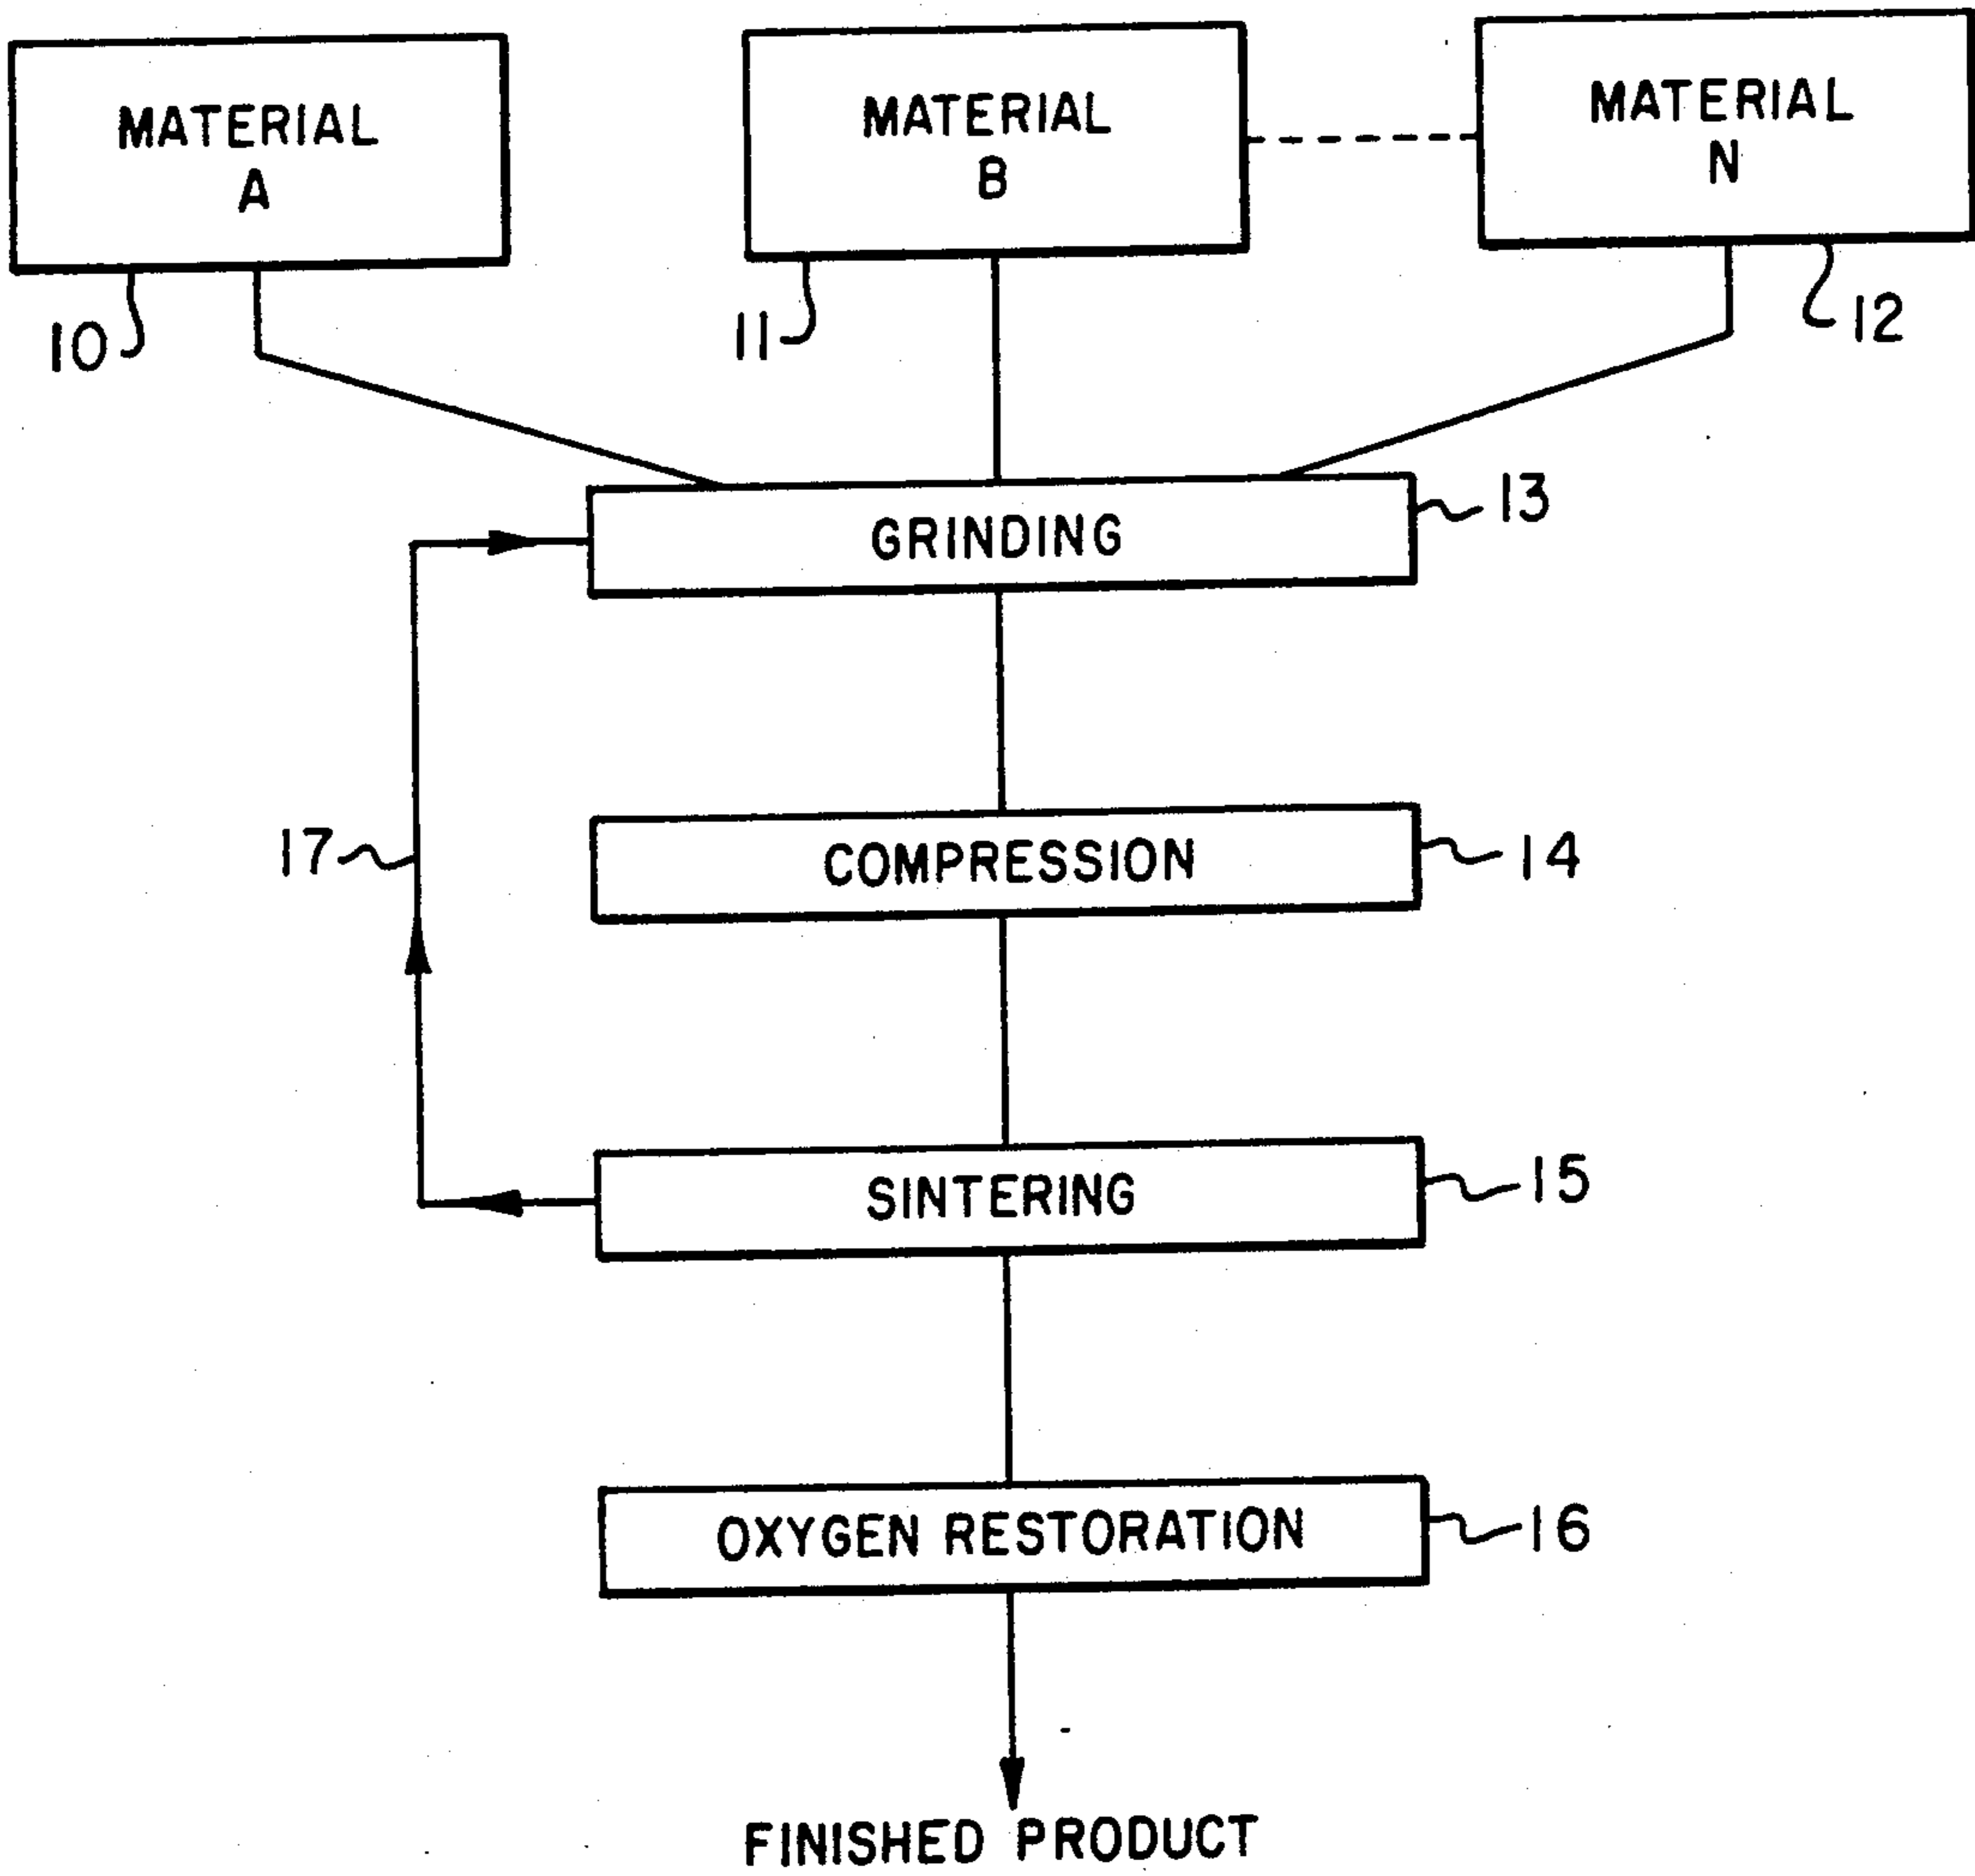 MATERIAL
A
MATERIAL
B
MATERIAL
N
10
11
12
GRINDING
13
COMPRESSION
14
17
SINTERING
15
OXYGEN RESTORATION
16
FINISHED PRODUCT